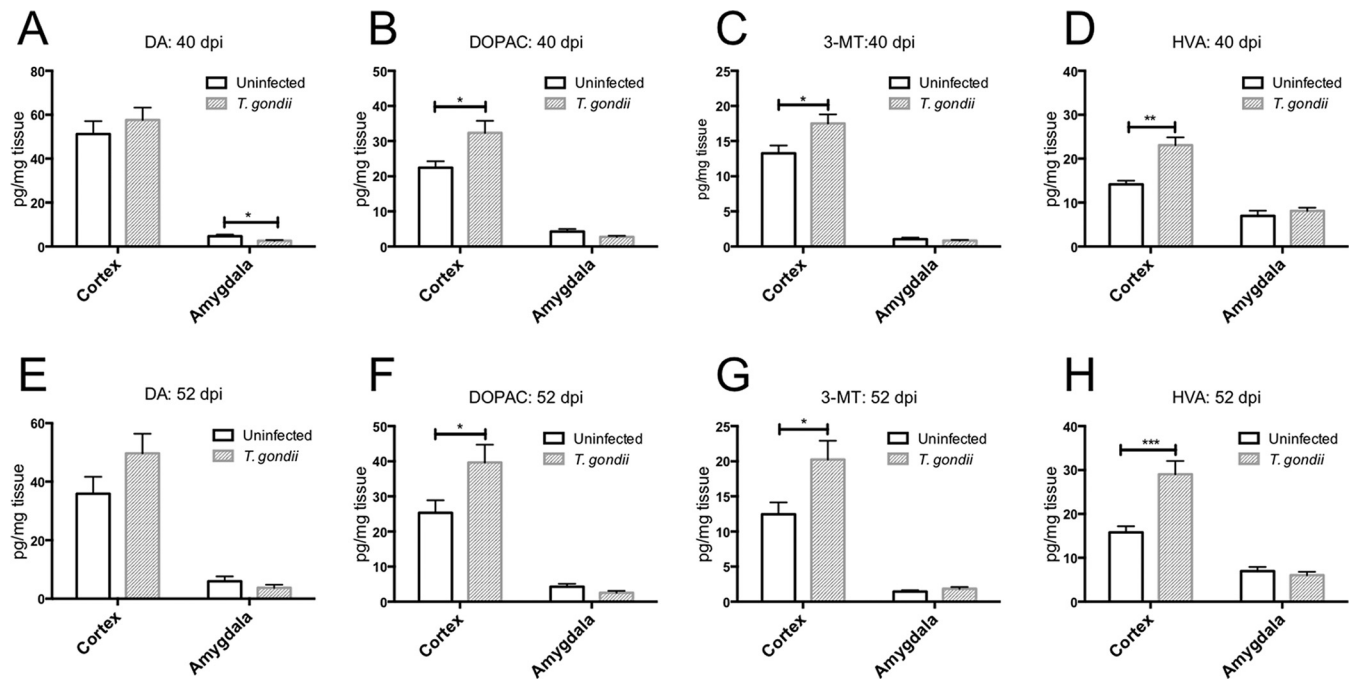 A
DA: 40 dpi
pg/mg tissue
80
60
40
20
0
Uninfected
T. gondii
*
Cortex
Amygdala
B
DOPAC: 40 dpi
pg/mg tissue
50
40
30
20
10
0
Uninfected
T. gondii
*
Cortex
Amygdala
C
3-MT:40 dpi
pg/mg tissue
25
20
15
10
5
0
Uninfected
T. gondii
*
Cortex
Amygdala
D
HVA: 40 dpi
pg/mg tissue
40
30
20
10
0
Uninfected
T. gondii
**
Cortex
Amygdala
E
DA: 52 dpi
pg/mg tissue
60
40
20
0
Uninfected
T. gondii
Cortex
Amygdala
F
DOPAC: 52 dpi
pg/mg tissue
50
40
30
20
10
0
Uninfected
T. gondii
*
Cortex
Amygdala
G
3-MT: 52 dpi
pg/mg tissue
25
20
15
10
5
0
Uninfected
T. gondii
*
Cortex
Amygdala
H
HVA: 52 dpi
pg/mg tissue
40
30
20
10
0
Uninfected
T. gondii
***
Cortex
Amygdala